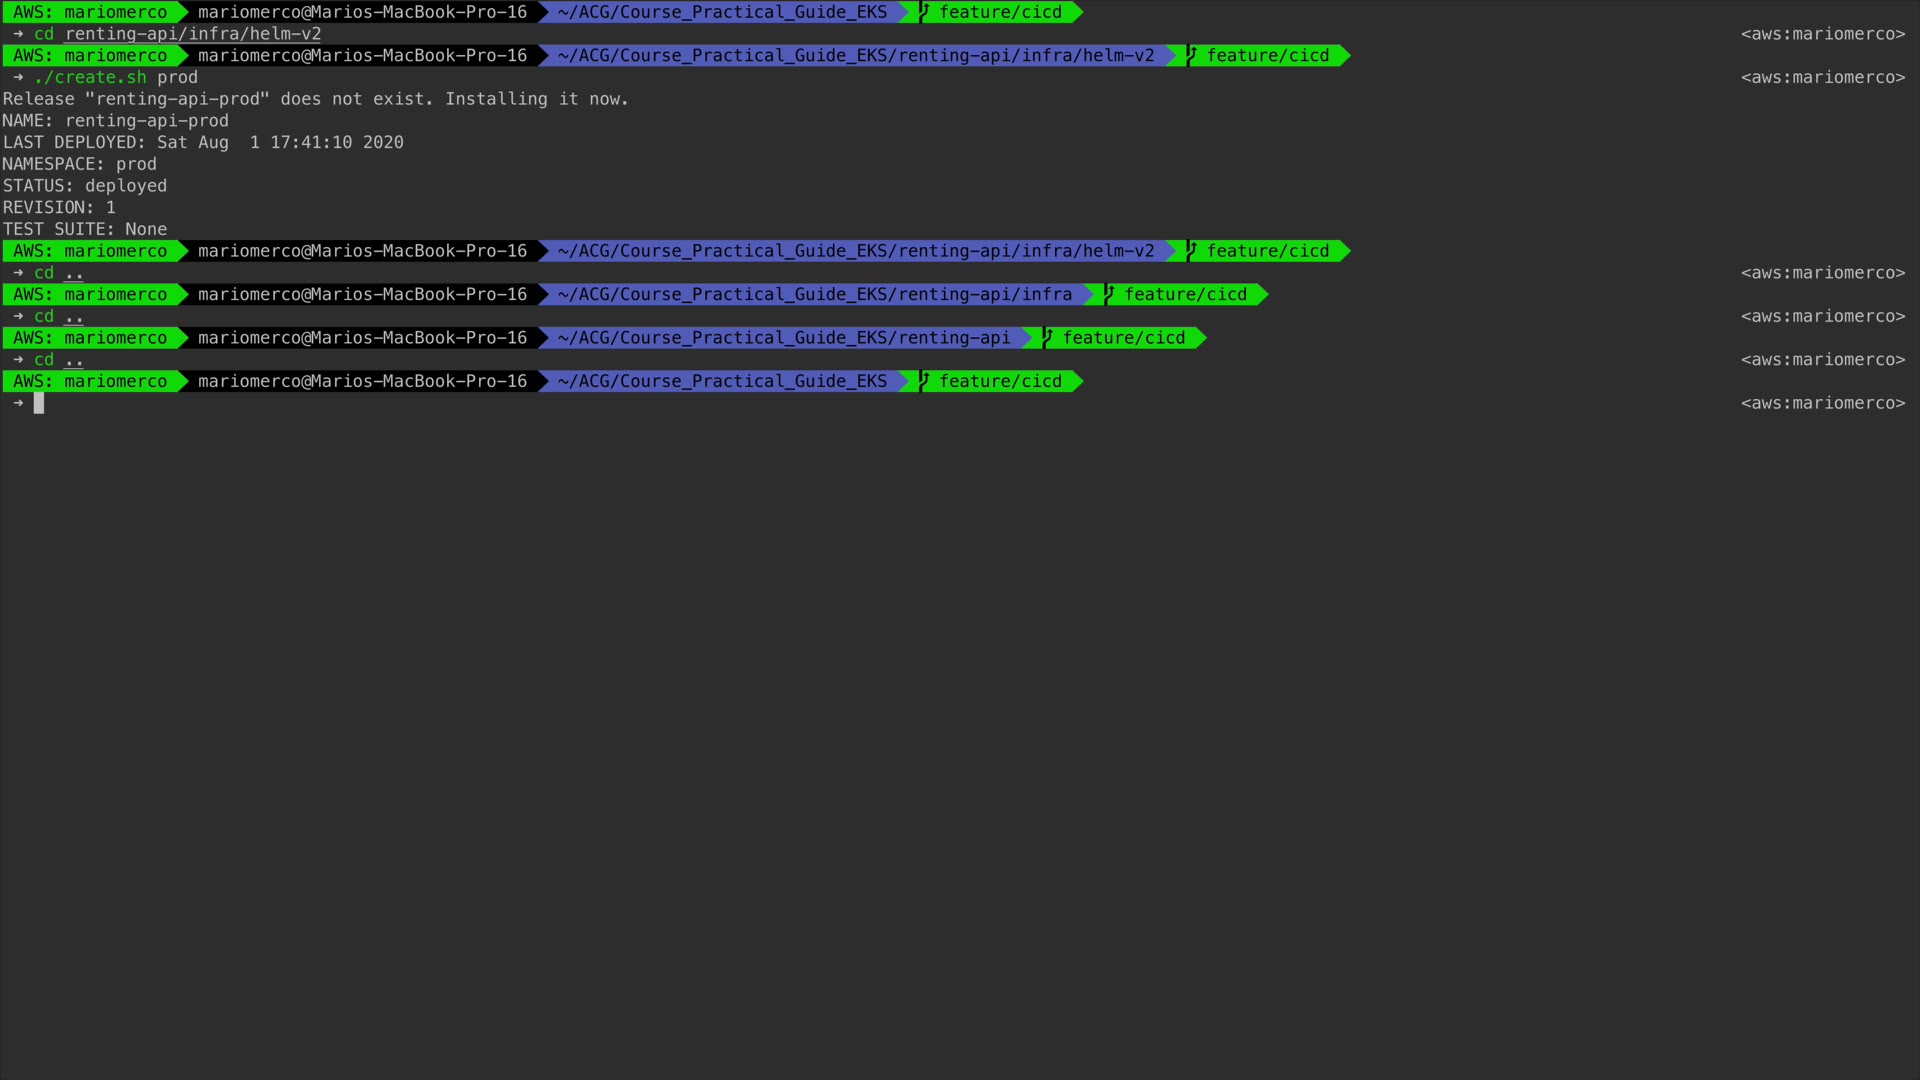 AWS: mariomerco mariomerco@Marios-MacBook-Pro-16 ~/ACG/Course_Practical_Guide_EKS feature/cicd
→ cd renting-api/infra/helm-v2 <aws:mariomerco>
AWS: mariomerco mariomerco@Marios-MacBook-Pro-16 ~/ACG/Course_Practical_Guide_EKS/renting-api/infra/helm-v2 feature/cicd
→ ./create.sh prod <aws:mariomerco>
Release "renting-api-prod" does not exist. Installing it now.
NAME: renting-api-prod
LAST DEPLOYED: Sat Aug  1 17:41:10 2020
NAMESPACE: prod
STATUS: deployed
REVISION: 1
TEST SUITE: None
AWS: mariomerco mariomerco@Marios-MacBook-Pro-16 ~/ACG/Course_Practical_Guide_EKS/renting-api/infra/helm-v2 feature/cicd
→ cd .. <aws:mariomerco>
AWS: mariomerco mariomerco@Marios-MacBook-Pro-16 ~/ACG/Course_Practical_Guide_EKS/renting-api/infra feature/cicd
→ cd .. <aws:mariomerco>
AWS: mariomerco mariomerco@Marios-MacBook-Pro-16 ~/ACG/Course_Practical_Guide_EKS/renting-api feature/cicd
→ cd .. <aws:mariomerco>
AWS: mariomerco mariomerco@Marios-MacBook-Pro-16 ~/ACG/Course_Practical_Guide_EKS feature/cicd
→ <aws:mariomerco>